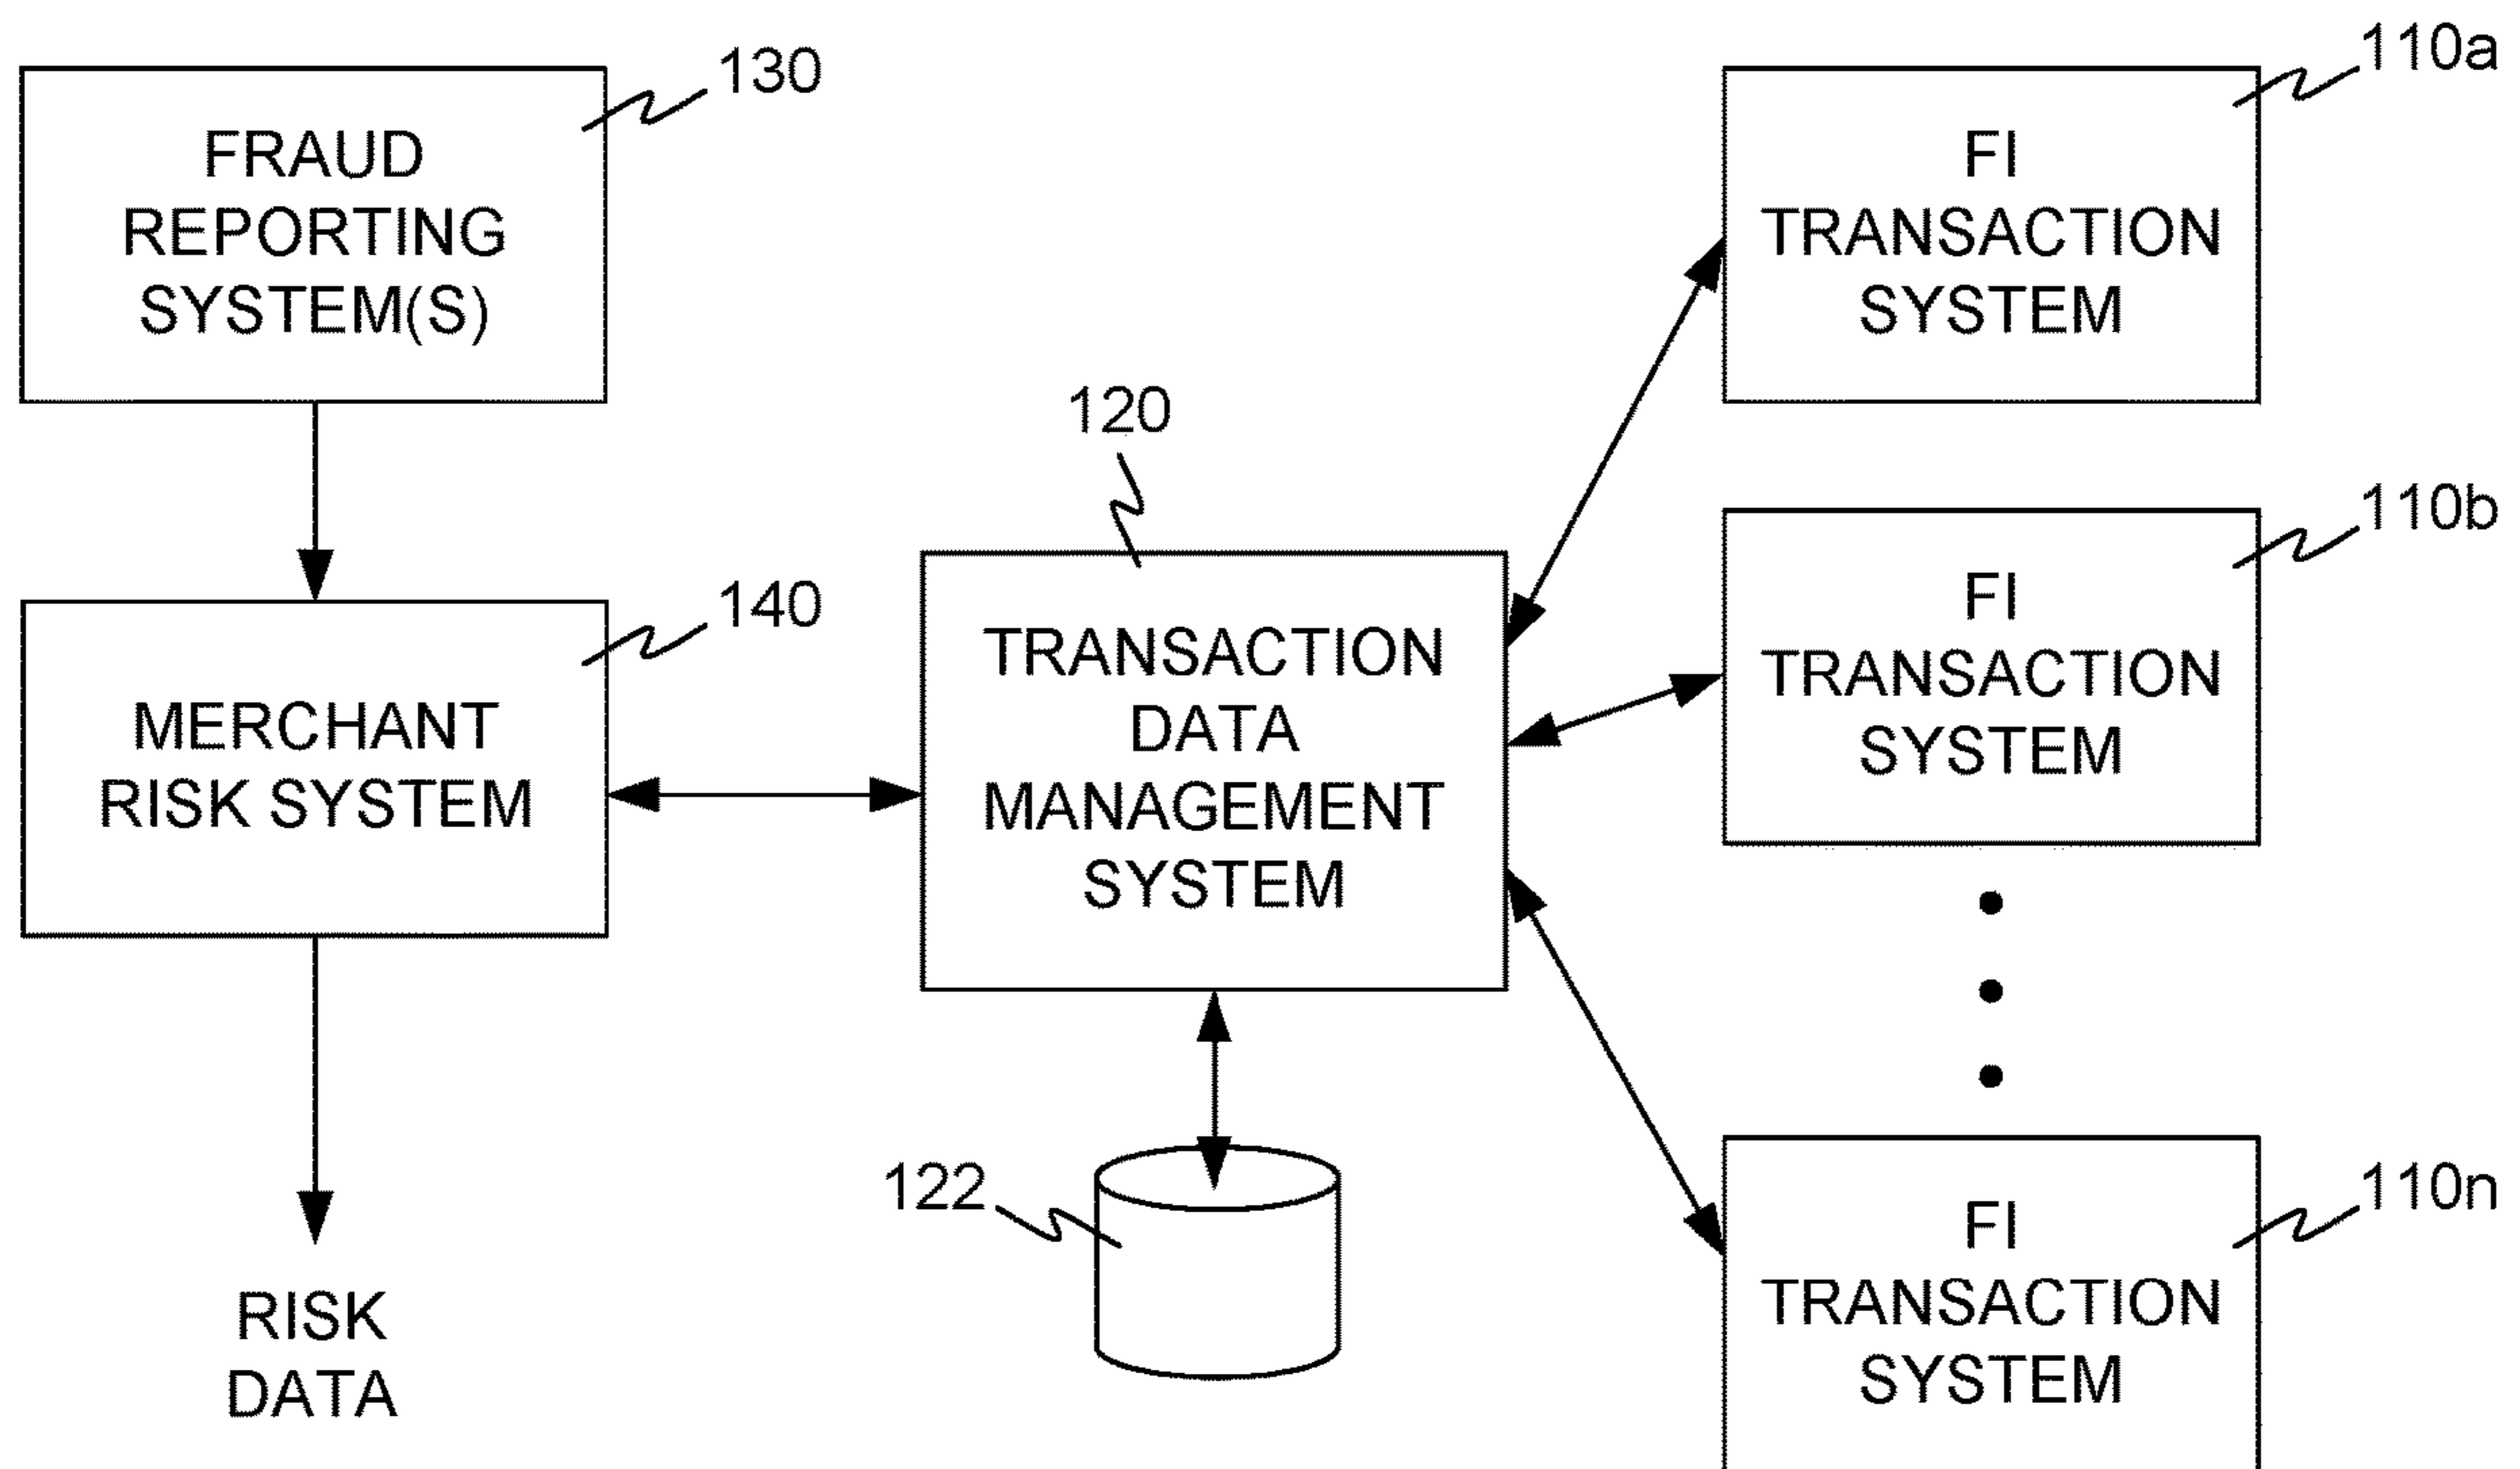 130
FRAUD
REPORTING
SYSTEM(S)
140
MERCHANT
RISK SYSTEM
RISK
DATA
120
TRANSACTION
DATA
MANAGEMENT
SYSTEM
122
110a
FI
TRANSACTION
SYSTEM
110b
FI
TRANSACTION
SYSTEM
110n
FI
TRANSACTION
SYSTEM